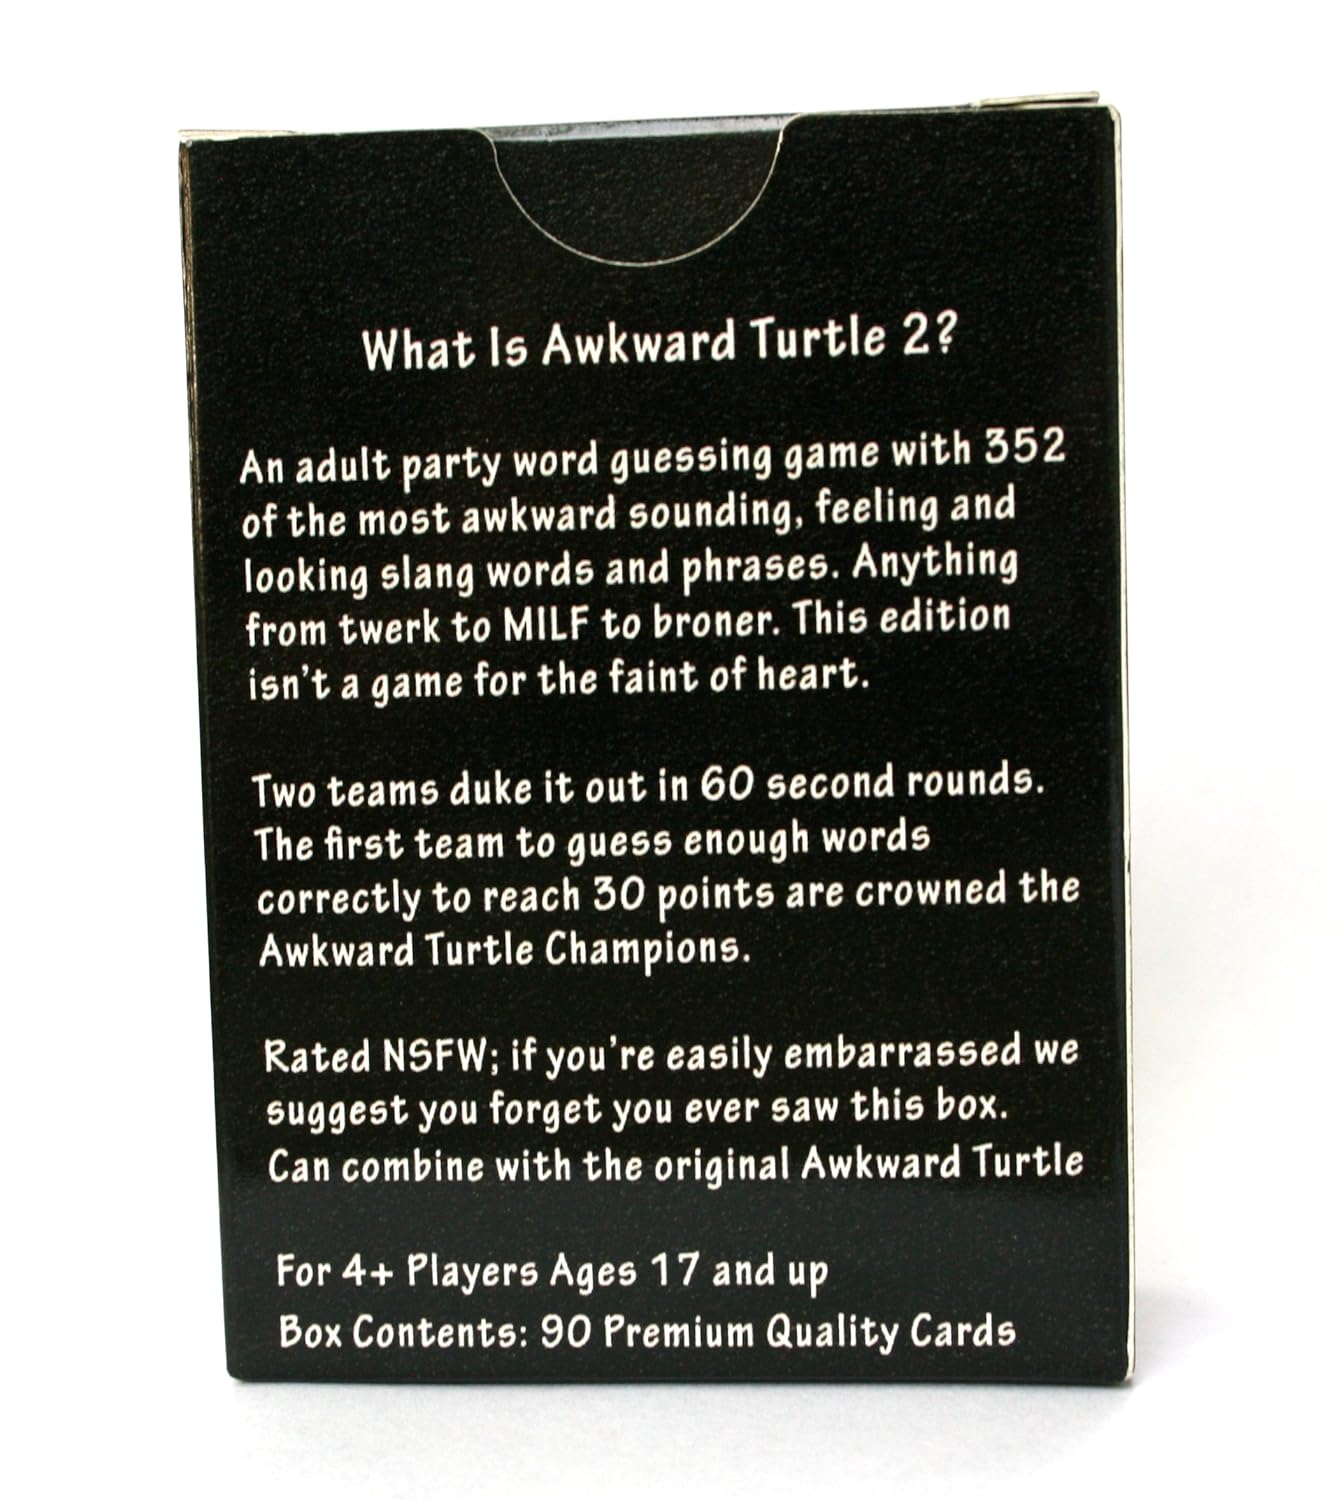 What Is Awkward Turtle 2?
An adult party word guessing game with 352
of the most awkward sounding, feeling and
looking slang words and phrases. Anything
from twerk to MILF to broner. This edition
isn't a game for the faint of heart.
Two teams duke it out in 60 second rounds.
The first team to guess enough words
correctly to reach 30 points are crowned the
Awkward Turtle Champions.
Rated NSFW; if you're easily embarrassed we
suggest you forget you ever saw this box.
Can combine with the original Awkward Turtle
For 4+ Players Ages 17 and up
Box Contents: 90 Premium Quality Cards